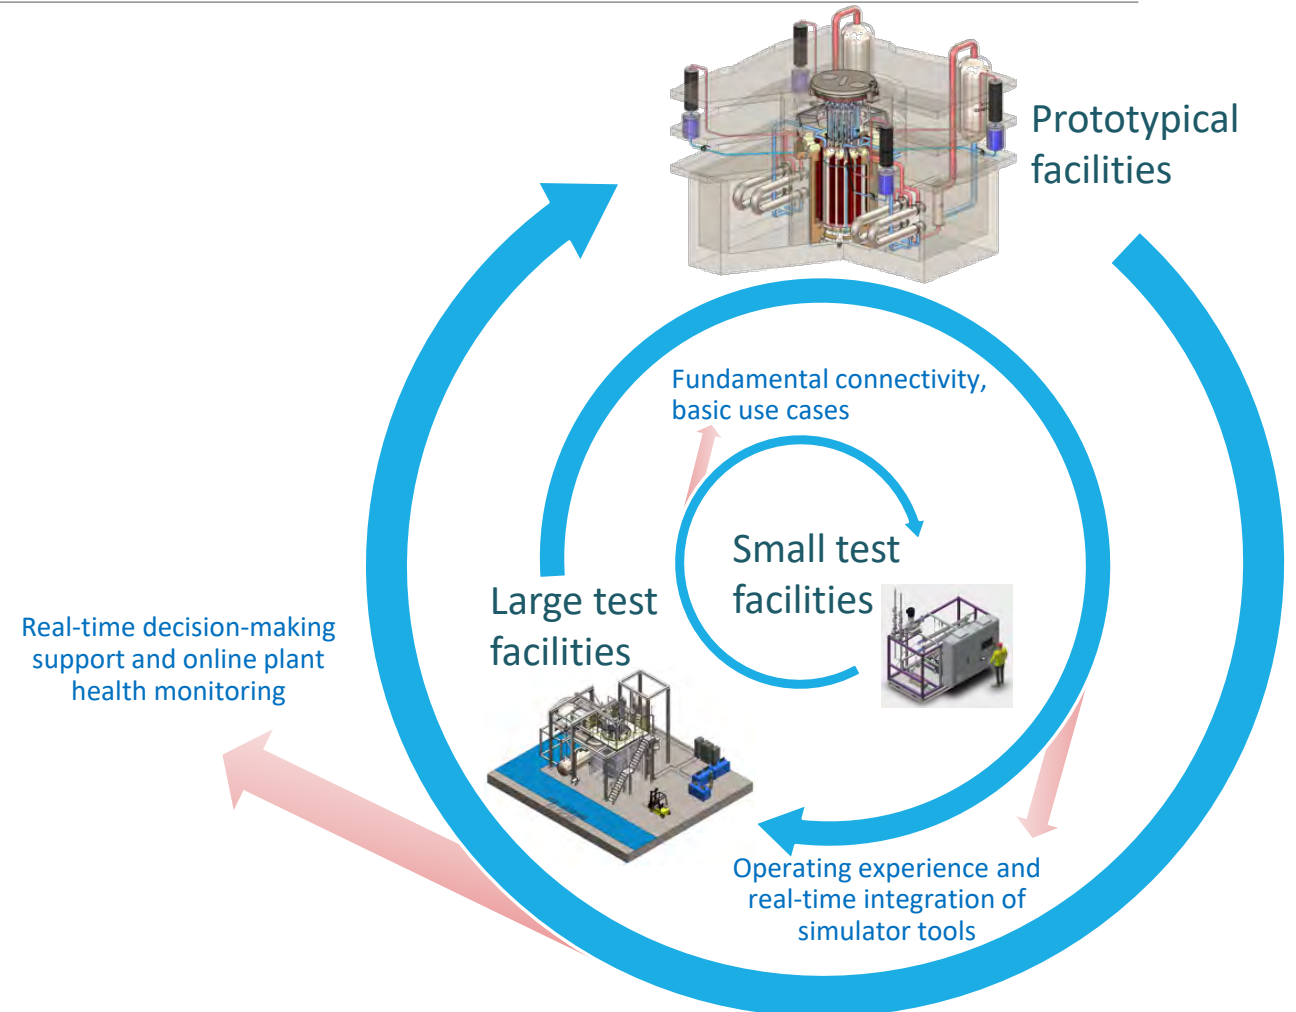 Prototypical
facilities
Fundamental connectivity,
basic use cases
Small test
facilities
Large test
facilities
Real-time decision-making
support and online plant
health monitoring
Operating experience and
real-time integration of
simulator tools